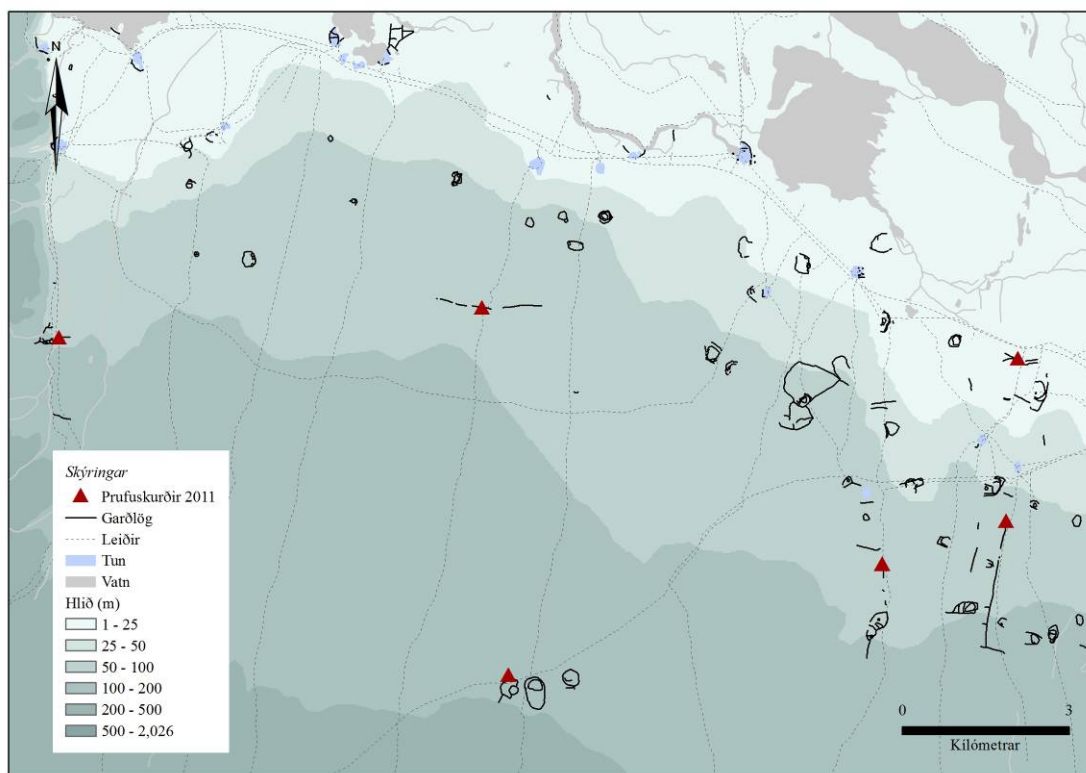 N
Skýringar
Prufuskurðir 2011
Garðlög
Leiðir
Tun
Vatn
Hlið (m)
1 - 25
25 - 50
50 - 100
100 - 200
200 - 500
500 - 2,026
0 3
Kílómetrar